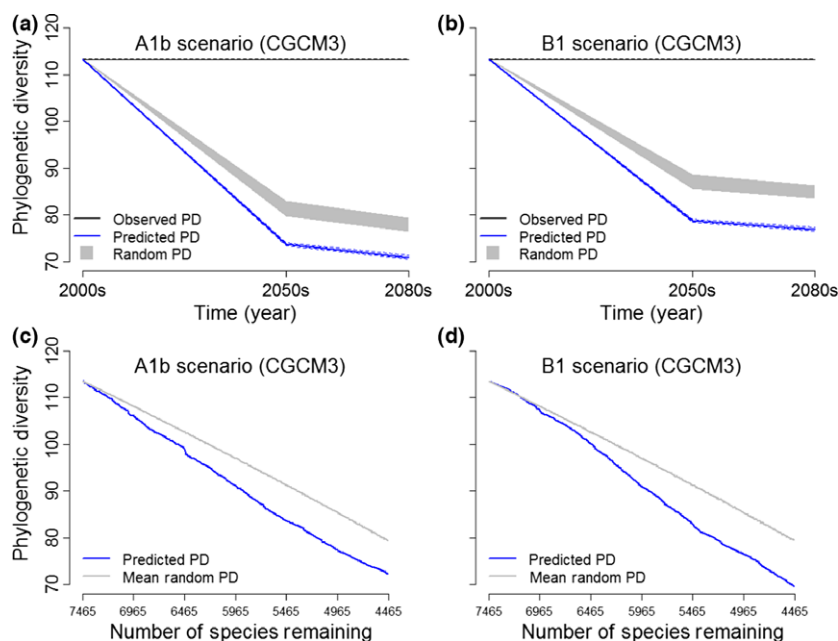 (a)
A1b scenario (CGCM3)
Phylogenetic diversity
120
110
100
90
80
70
Observed PD
Predicted PD
Random PD
2000s
2050s
2080s
Time (year)
(b)
B1 scenario (CGCM3)
Observed PD
Predicted PD
Random PD
2000s
2050s
2080s
Time (year)
(c)
A1b scenario (CGCM3)
Phylogenetic diversity
120
110
100
90
80
70
Predicted PD
Mean random PD
7465
6965
6465
5965
5465
4965
4465
Number of species remaining
(d)
B1 scenario (CGCM3)
Predicted PD
Mean random PD
7465
6965
6465
5965
5465
4965
4465
Number of species remaining